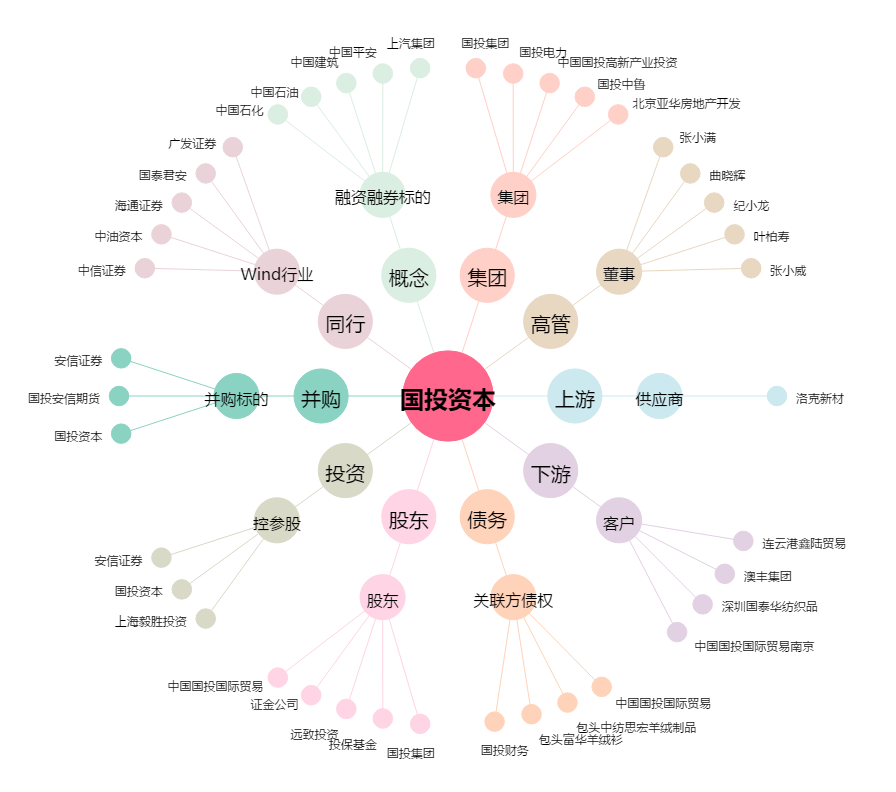 上汽集团
国投集团
中国平安
国投电力
中国建筑
中国国投高新产业投资
中国石油
国投中鲁
中国石化
北京亚华房地产开发
广发证券
张小满
国泰君安
曲晓辉
融资融券标的
集团
海通证券
纪小龙
中油资本
叶柏寿
中信证券
Wind行业
概念
集团
董事
张小威
同行
高管
安信证券
国投安信期货
并购标的
并购
国投资本
上游
供应商
洛克新材
国投资本
投资
下游
控参股
股东
债务
客户
连云港鑫陆贸易
安信证券
澳丰集团
国投资本
股东
关联方债权
深圳国泰华纺织品
上海毅胜投资
中国国投国际贸易南京
中国国投国际贸易
中国国投国际贸易
证金公司
包头中纺思宏羊绒制品
远致投资
包头富华羊绒衫
投保基金
国投财务
国投集团